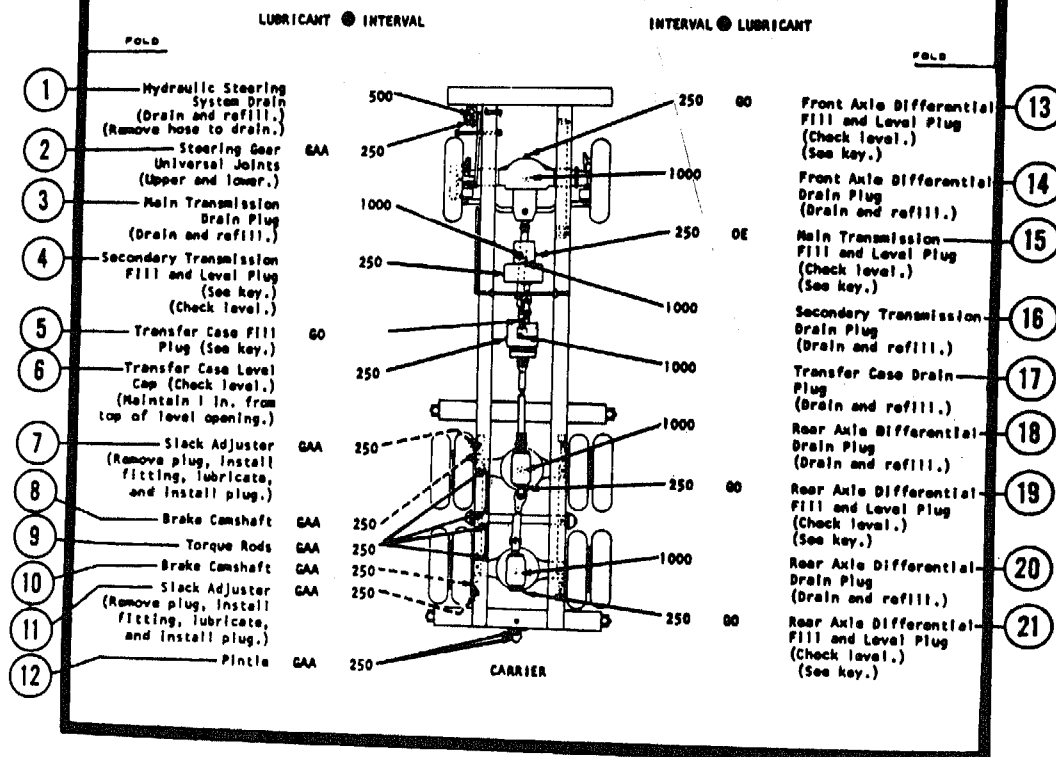 LUBRICANT ● INTERVAL
INTERVAL ● LUBRICANT
FOLD
FOLD
1
Hydraulic Steering
System Drain
(Drain and refill.)
(Remove hose to drain.)
500
2
Steering Gear GAA 250
Universal Joints
(Upper and lower.)
3
Main Transmission 1000
Drain Plug
(Drain and refill.)
4
Secondary Transmission 250
Fill and Level Plug
(See key.)
(Check level.)
5
Transfer Case Fill GO
Plug (See key.)
6
Transfer Case Level 250
Cap (Check level.)
(Maintain 1 in. from
top of level opening.)
7
Slack Adjuster GAA 250
(Remove plug, install
fitting, lubricate,
and install plug.)
8
Brake Camshaft GAA 250
9
Torque Rods GAA 250
10
Brake Camshaft GAA 250
11
Slack Adjuster GAA 250
(Remove plug, install
fitting, lubricate,
and install plug.)
12
Pintle GAA 250
CARRIER
250 GO Front Axle Differential
Fill and Level Plug
(Check level.)
(See key.)
13
1000 Front Axle Differential
Drain Plug
(Drain and refill.)
14
250 OE Main Transmission
Fill and Level Plug
(Check level.)
(See key.)
15
1000 Secondary Transmission
Drain Plug
(Drain and refill.)
16
1000 Transfer Case Drain
Plug
(Drain and refill.)
17
1000 Rear Axle Differential
Drain Plug
(Drain and refill.)
18
250 GO Rear Axle Differential
Fill and Level Plug
(Check level.)
(See key.)
19
1000 Rear Axle Differential
Drain Plug
(Drain and refill.)
20
250 GO Rear Axle Differential
Fill and Level Plug
(Check level.)
(See key.)
21